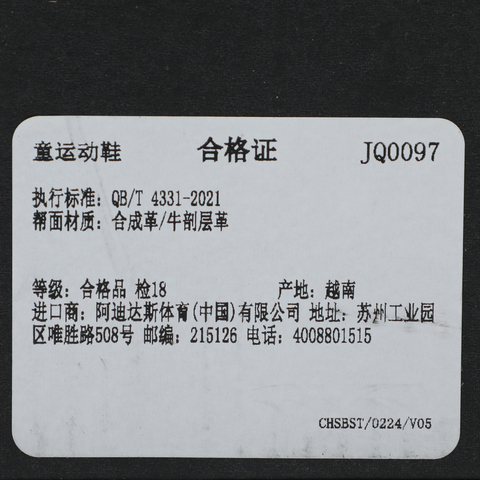 童运动鞋 合格证 JQ0097
执行标准: QB/T 4331-2021
帮面材质: 合成革/牛剖层革
等级: 合格品 检18 产地: 越南
进口商: 阿迪达斯体育(中国)有限公司 地址: 苏州工业园
区唯胜路508号 邮编: 215126 电话: 4008801515
CHSBST/0224/V05